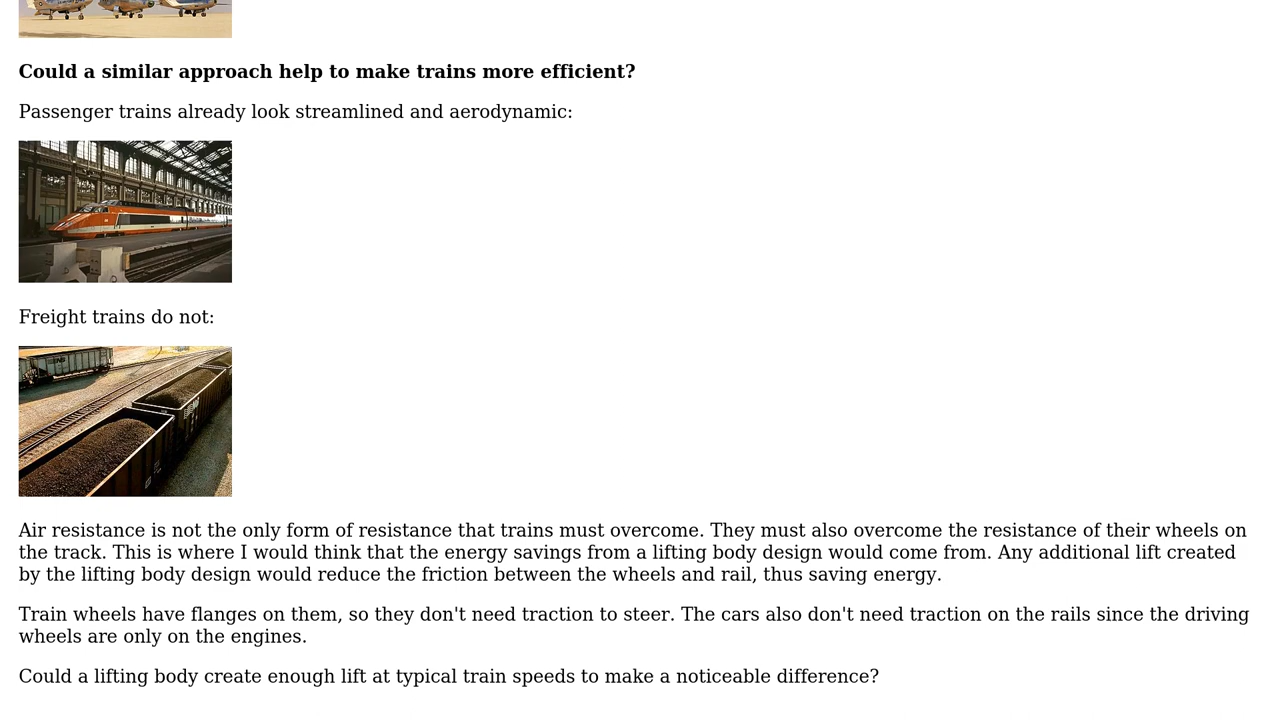 Could a similar approach help to make trains more efficient?
Passenger trains already look streamlined and aerodynamic:
Freight trains do not:
Air resistance is not the only form of resistance that trains must overcome. They must also overcome the resistance of their wheels on
the track. This is where I would think that the energy savings from a lifting body design would come from. Any additional lift created
by the lifting body design would reduce the friction between the wheels and rail, thus saving energy.
Train wheels have flanges on them, so they don't need traction to steer. The cars also don't need traction on the rails since the driving
wheels are only on the engines.
Could a lifting body create enough lift at typical train speeds to make a noticeable difference?